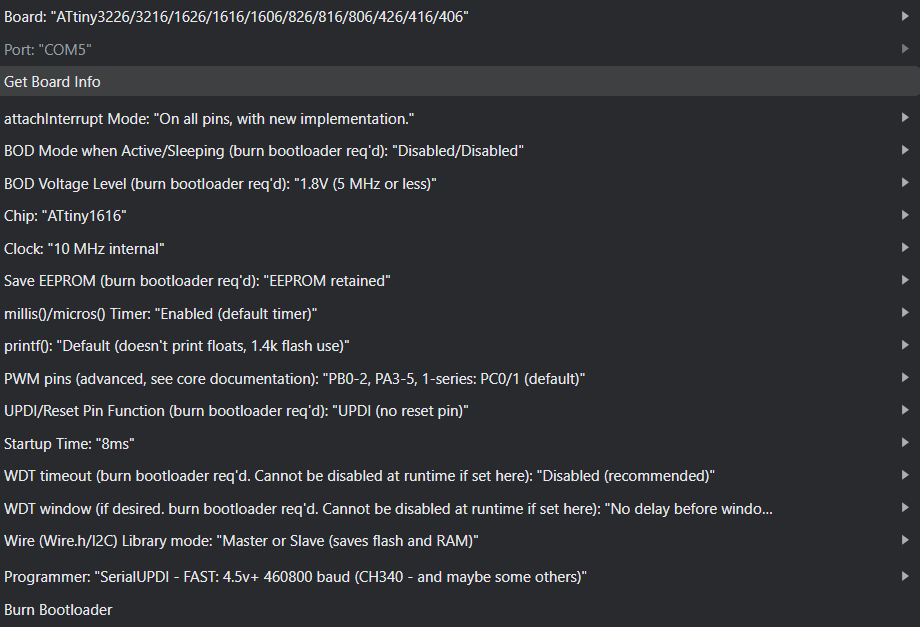 Board: "ATtiny3226/3216/1626/1616/1606/826/816/806/426/416/406"
Port: "COM5"
Get Board Info
attachInterrupt Mode: "On all pins, with new implementation."
BOD Mode when Active/Sleeping (burn bootloader req'd): "Disabled/Disabled"
BOD Voltage Level (burn bootloader req'd): "1.8V (5 MHz or less)"
Chip: "ATtiny1616"
Clock: "10 MHz internal"
Save EEPROM (burn bootloader req'd): "EEPROM retained"
millis()/micros() Timer: "Enabled (default timer)"
printf(): "Default (doesn't print floats, 1.4k flash use)"
PWM pins (advanced, see core documentation): "PB0-2, PA3-5, 1-series: PC0/1 (default)"
UPDI/Reset Pin Function (burn bootloader req'd): "UPDI (no reset pin)"
Startup Time: "8ms"
WDT timeout (burn bootloader req'd. Cannot be disabled at runtime if set here): "Disabled (recommended)"
WDT window (if desired. burn bootloader req'd. Cannot be disabled at runtime if set here): "No delay before windo...
Wire (Wire.h/I2C) Library mode: "Master or Slave (saves flash and RAM)"
Programmer: "SerialUPDI - FAST: 4.5v+ 460800 baud (CH340 - and maybe some others)"
Burn Bootloader